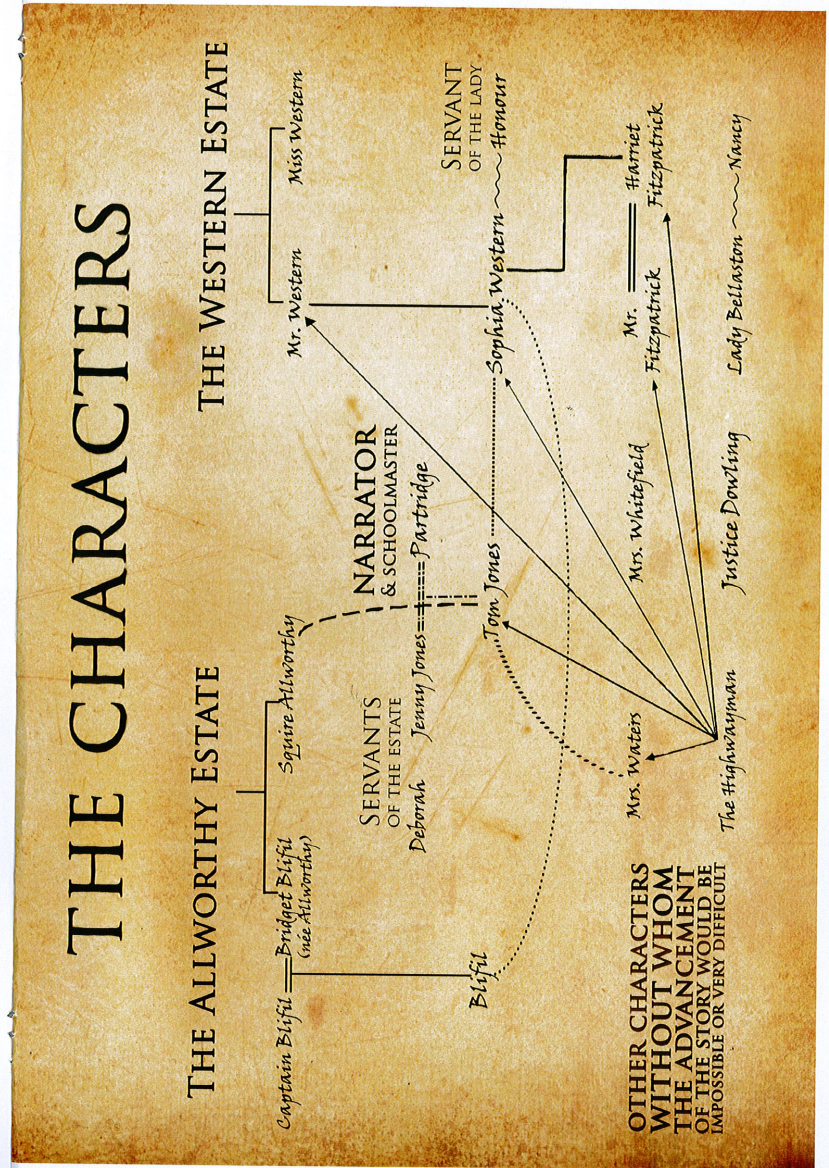 THE CHARACTERS
THE ALLWORTHY ESTATE
THE WESTERN ESTATE
Captain Blifil
Bridget Blifil
(née Allworthy)
Squire Allworthy
Mr. Western
Miss Western
SERVANTS
OF THE ESTATE
Deborah
Jenny Jones
Partridge
NARRATOR
& SCHOOLMASTER
SERVANT
OF THE LADY
Blifil
Tom Jones
Sophia Western
Honour
OTHER CHARACTERS
WITHOUT WHOM
THE ADVANCEMENT
OF THE STORY WOULD BE
IMPOSSIBLE OR VERY DIFFICULT
Mrs. Waters
Mrs. Whitefield
Mr.
Fitzpatrick
Harriet
Fitzpatrick
The Highwayman
Justice Dowling
Lady Bellaston
Nancy